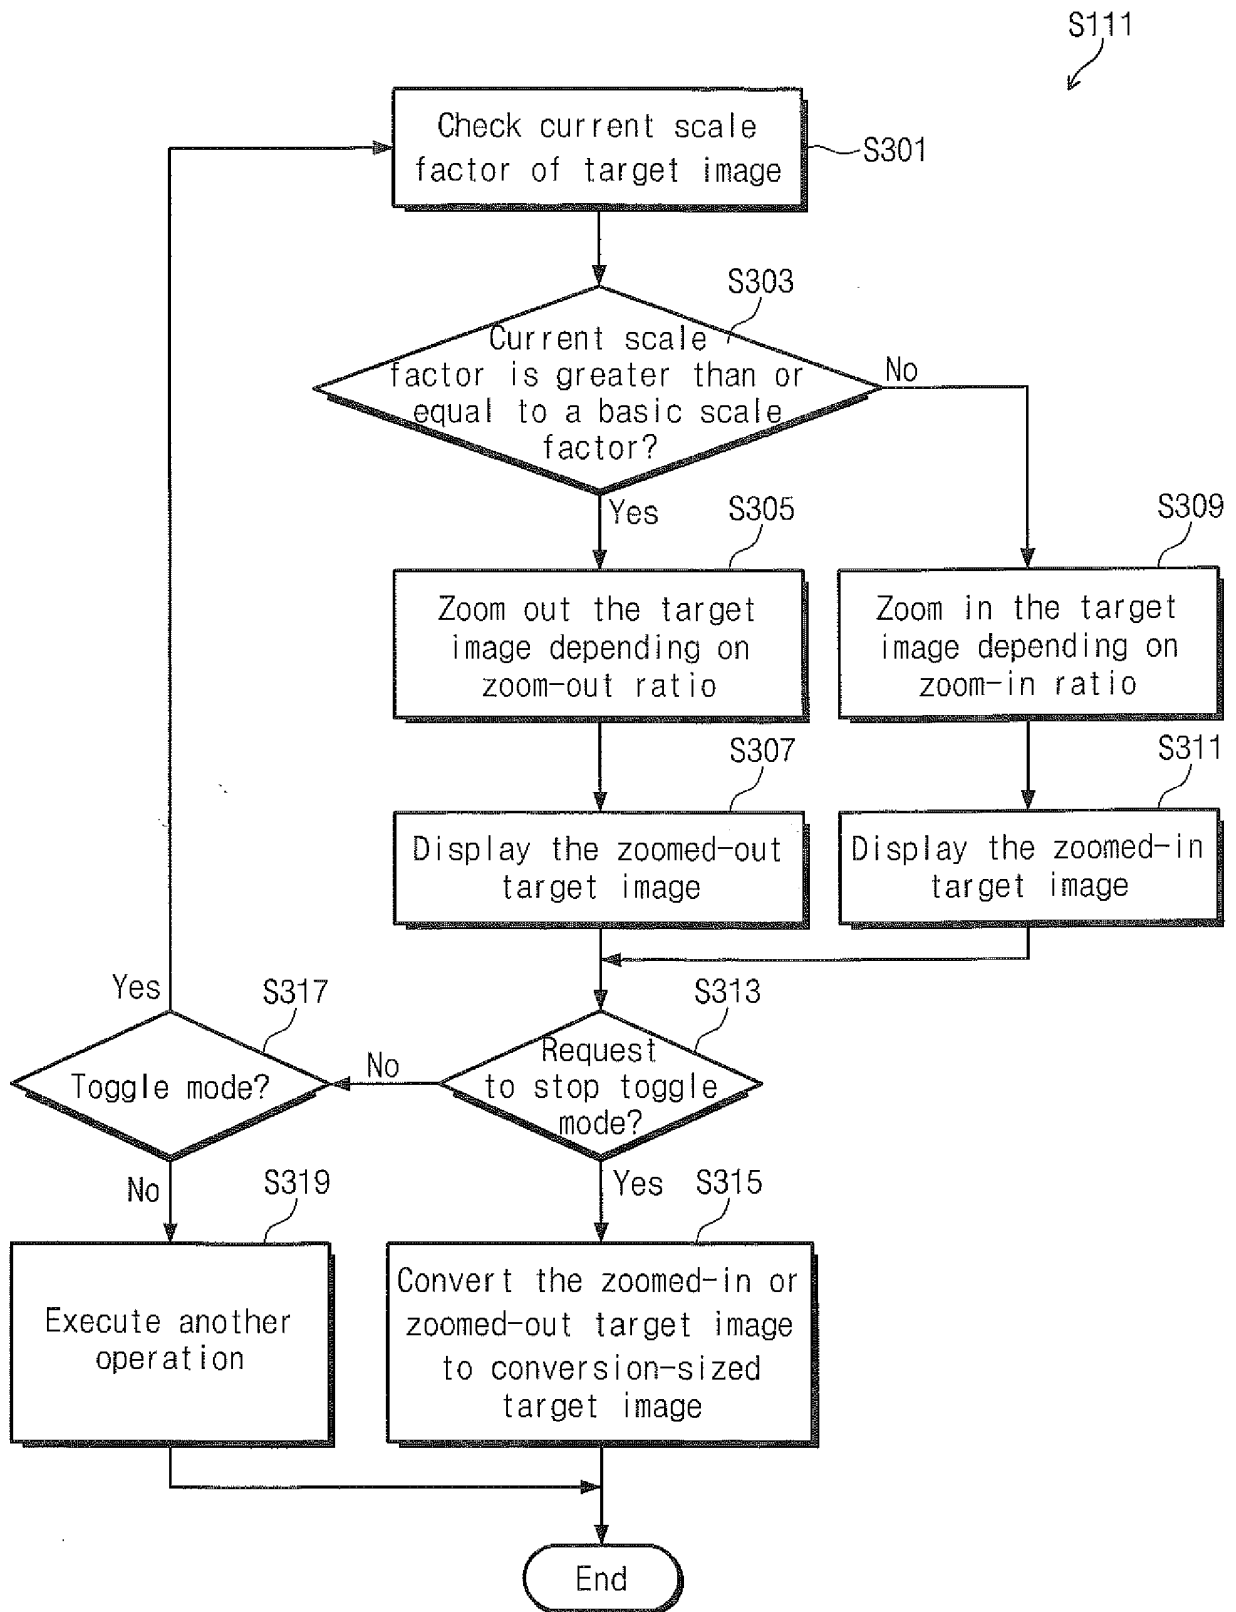 S111
Check current scale
factor of target image
S301
S303
Current scale
factor is greater than or
equal to a basic scale
factor?
No
Yes
S305
S309
Zoom out the target
image depending on
zoom-out ratio
Zoom in the target
image depending on
zoom-in ratio
S307
S311
Display the zoomed-out
target image
Display the zoomed-in
target image
Yes
S317
S313
Toggle mode?
No
Request
to stop toggle
mode?
No
S319
Yes
S315
Execute another
operation
Convert the zoomed-in or
zoomed-out target image
to conversion-sized
target image
End